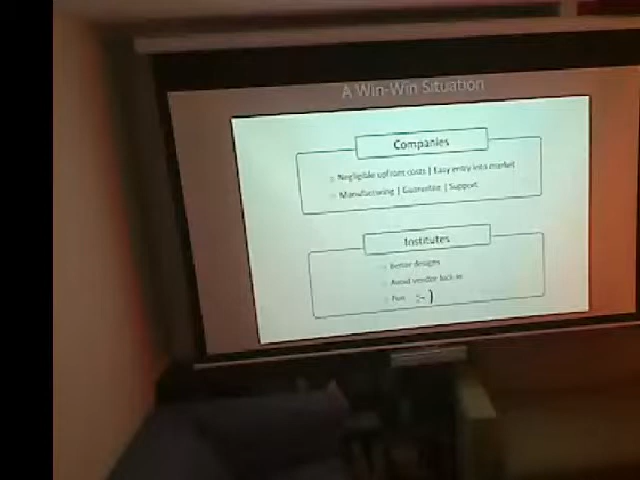 A Win-Win Situation
Companies
Negligible upfront costs | Easy entry into market
Manufacturing | Guarantee | Support
Institutes
Better designs
Avoid vendor lock-in
Fun :-)